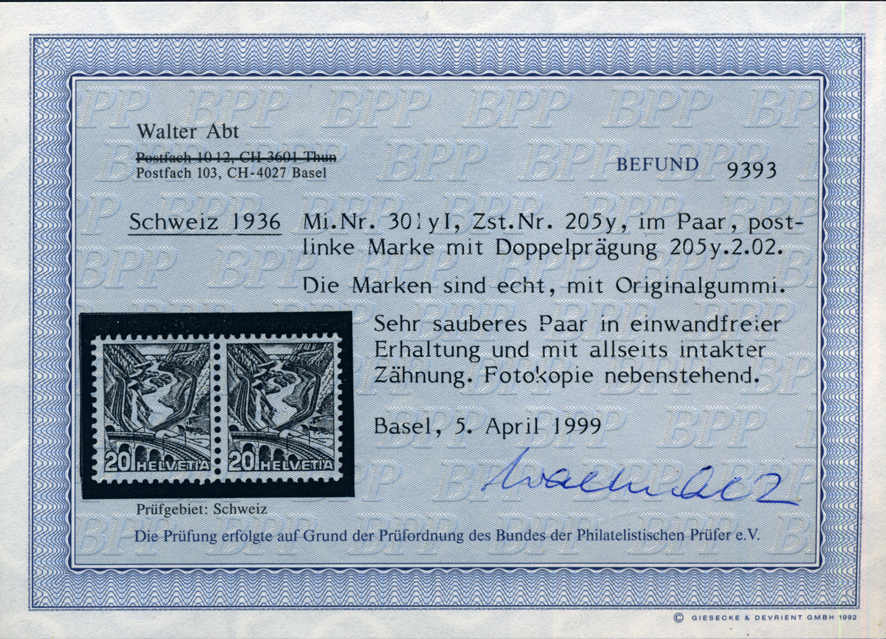 Walter Abt
Postfach 1012, CH-3601 Thun
Postfach 103, CH-4027 Basel
BEFUND 9393
Schweiz 1936 Mi.Nr. 301yI, Zst.Nr. 205y, im Paar, post-
linke Marke mit Doppelprägung 205y.2.02.
Die Marken sind echt, mit Originalgummi.
Sehr sauberes Paar in einwandfreier
Erhaltung und mit allseits intakter
Zähnung. Fotokopie nebenstehend.
Basel, 5. April 1999
20 HELVETIA 20 HELVETIA
Prüfgebiet: Schweiz
Die Prüfung erfolgte auf Grund der Prüfordnung des Bundes der Philatelistischen Prüfer e.V.
© GIESECKE & DEVRIENT GMBH 1992
BPP